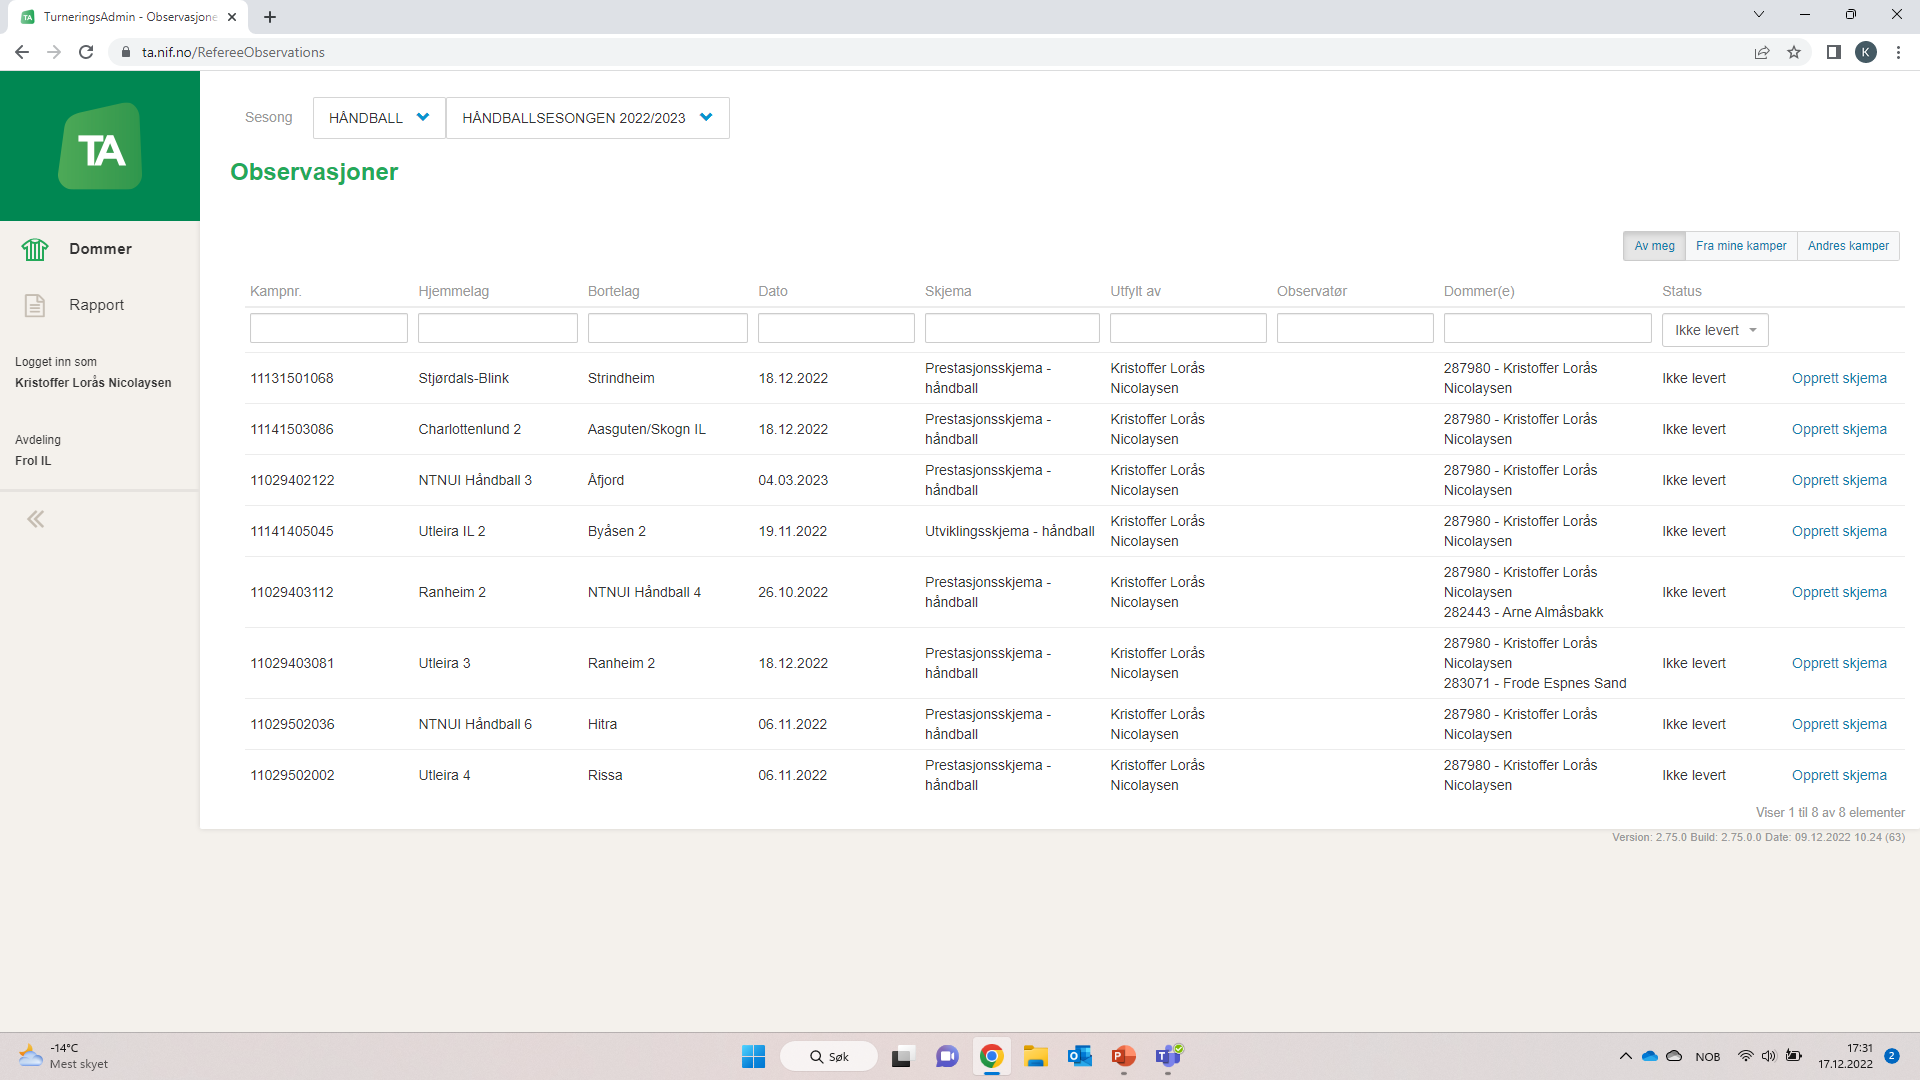 TurneringsAdmin - Observasjone
ta.nif.no/RefereeObservations
K
TA
Dommer
Rapport
Logget inn som
Kristoffer Lorås Nicolaysen
Avdeling
Frol IL
Sesong HÅNDBALL HÅNDBALLSESONGEN 2022/2023
Observasjoner
Av meg Fra mine kamper Andres kamper
Kampnr. Hjemmelag Bortelag Dato Skjema Utfylt av Observatør Dommer(e) Status
Ikke levert
11131501068 Stjørdals-Blink Strindheim 18.12.2022 Prestasjonsskjema - håndball Kristoffer Lorås Nicolaysen 287980 - Kristoffer Lorås Nicolaysen Ikke levert Opprett skjema
11141503086 Charlottenlund 2 Aasguten/Skogn IL 18.12.2022 Prestasjonsskjema - håndball Kristoffer Lorås Nicolaysen 287980 - Kristoffer Lorås Nicolaysen Ikke levert Opprett skjema
11029402122 NTNUI Håndball 3 Åfjord 04.03.2023 Prestasjonsskjema - håndball Kristoffer Lorås Nicolaysen 287980 - Kristoffer Lorås Nicolaysen Ikke levert Opprett skjema
11141405045 Utleira IL 2 Byåsen 2 19.11.2022 Utviklingsskjema - håndball Kristoffer Lorås Nicolaysen 287980 - Kristoffer Lorås Nicolaysen Ikke levert Opprett skjema
11029403112 Ranheim 2 NTNUI Håndball 4 26.10.2022 Prestasjonsskjema - håndball Kristoffer Lorås Nicolaysen 287980 - Kristoffer Lorås Nicolaysen 282443 - Arne Almåsbakk Ikke levert Opprett skjema
11029403081 Utleira 3 Ranheim 2 18.12.2022 Prestasjonsskjema - håndball Kristoffer Lorås Nicolaysen 287980 - Kristoffer Lorås Nicolaysen 283071 - Frode Espnes Sand Ikke levert Opprett skjema
11029502036 NTNUI Håndball 6 Hitra 06.11.2022 Prestasjonsskjema - håndball Kristoffer Lorås Nicolaysen 287980 - Kristoffer Lorås Nicolaysen Ikke levert Opprett skjema
11029502002 Utleira 4 Rissa 06.11.2022 Prestasjonsskjema - håndball Kristoffer Lorås Nicolaysen 287980 - Kristoffer Lorås Nicolaysen Ikke levert Opprett skjema
Viser 1 til 8 av 8 elementer
Version: 2.75.0 Build: 2.75.0.0 Date: 09.12.2022 10.24 (63)
-14°C
Mest skyet
Søk
NOB
17:31
17.12.2022
2